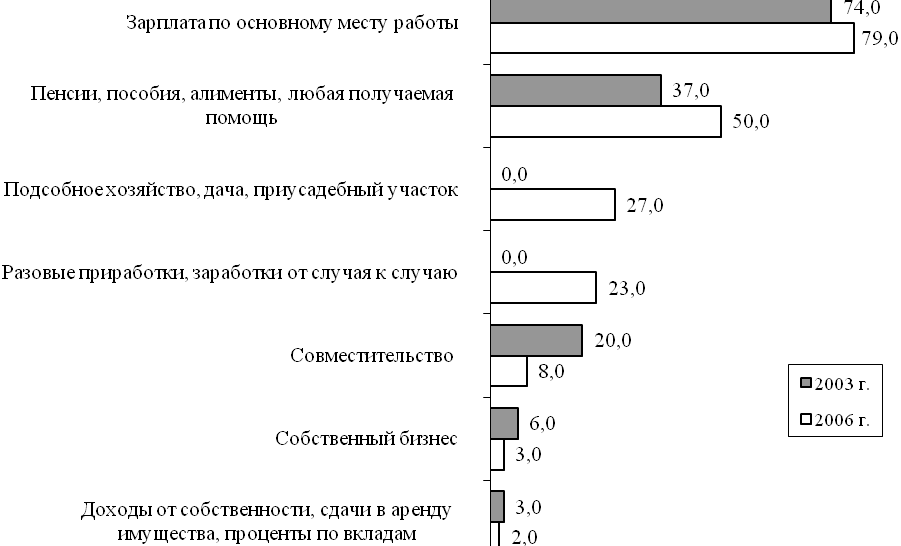 Зарплата по основному месту работы
74,0
79,0
Пенсии, пособия, алименты, любая получаемая
помощь
37,0
50,0
Подсобное хозяйство, дача, приусадебный участок
0,0
27,0
Разовые приработки, заработки от случая к случаю
0,0
23,0
Совместительство
20,0
8,0
2003 г.
2006 г.
Собственный бизнес
6,0
3,0
Доходы от собственности, сдачи в аренду
имущества, проценты по вкладам
3,0
2,0